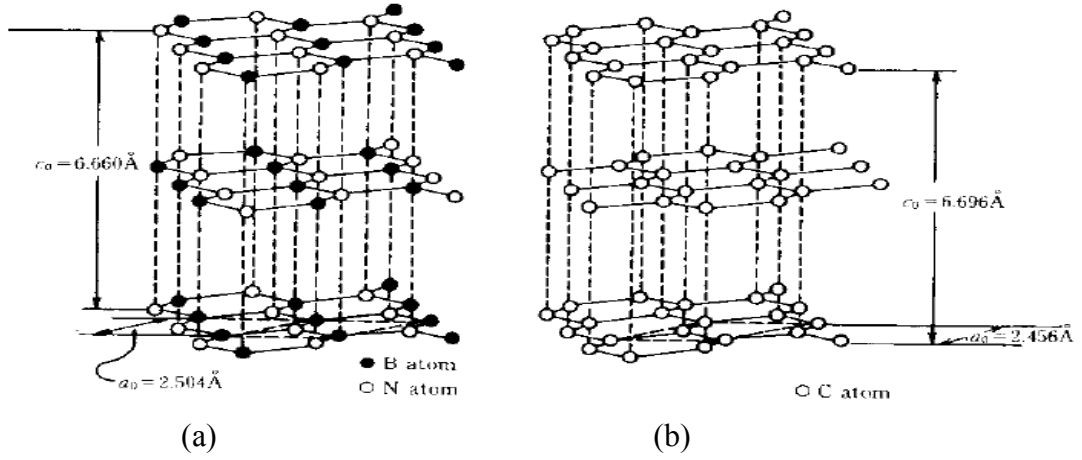 c₀ = 6.660Å
a₀ = 2.504Å
● B atom
○ N atom
(a)
c₀ = 6.696Å
a₀ = 2.456Å
○ C atom
(b)